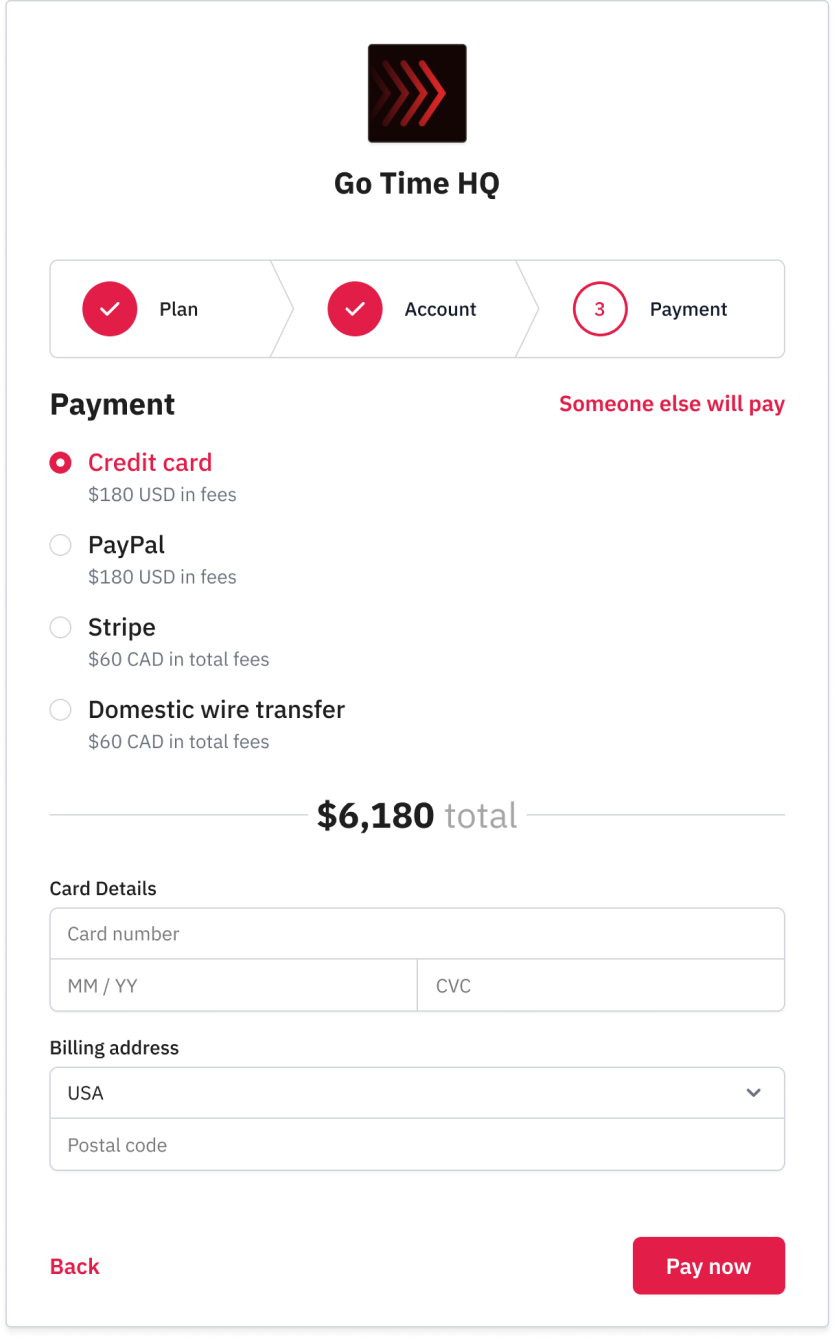 Go Time HQ
Plan
Account
3
Payment
Payment
Someone else will pay
Credit card
$180 USD in fees
PayPal
$180 USD in fees
Stripe
$60 CAD in total fees
Domestic wire transfer
$60 CAD in total fees
$6,180 total
Card Details
Card number
MM / YY
CVC
Billing address
USA
Postal code
Back
Pay now